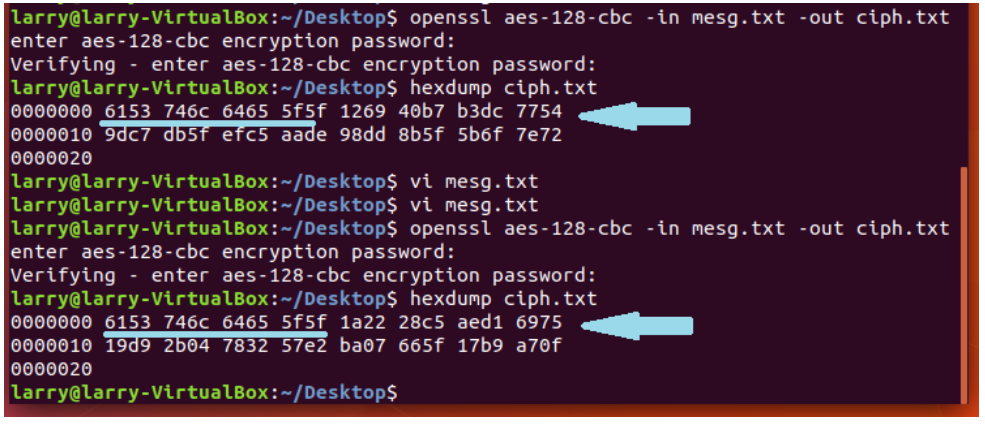 larry@larry-VirtualBox:~/Desktop$ openssl aes-128-cbc -in mesg.txt -out ciph.txt
enter aes-128-cbc encryption password:
Verifying - enter aes-128-cbc encryption password:
larry@larry-VirtualBox:~/Desktop$ hexdump ciph.txt
0000000 6153 746c 6465 5f5f 1269 40b7 b3dc 7754
0000010 9dc7 db5f efc5 aade 98dd 8b5f 5b6f 7e72
0000020
larry@larry-VirtualBox:~/Desktop$ vi mesg.txt
larry@larry-VirtualBox:~/Desktop$ vi mesg.txt
larry@larry-VirtualBox:~/Desktop$ openssl aes-128-cbc -in mesg.txt -out ciph.txt
enter aes-128-cbc encryption password:
Verifying - enter aes-128-cbc encryption password:
larry@larry-VirtualBox:~/Desktop$ hexdump ciph.txt
0000000 6153 746c 6465 5f5f 1a22 28c5 aed1 6975
0000010 19d9 2b04 7832 57e2 ba07 665f 17b9 a70f
0000020
larry@larry-VirtualBox:~/Desktop$